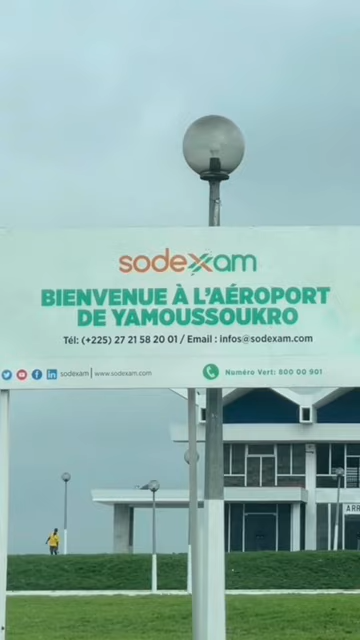 sodexam
BIENVENUE À L'AÉROPORT
DE YAMOUSSOUKRO
Tél: (+225) 27 21 58 20 01 / Email : infos@sodexam.com
sodexam | www.sodexam.com
Numéro Vert: 800 00 901
ARR